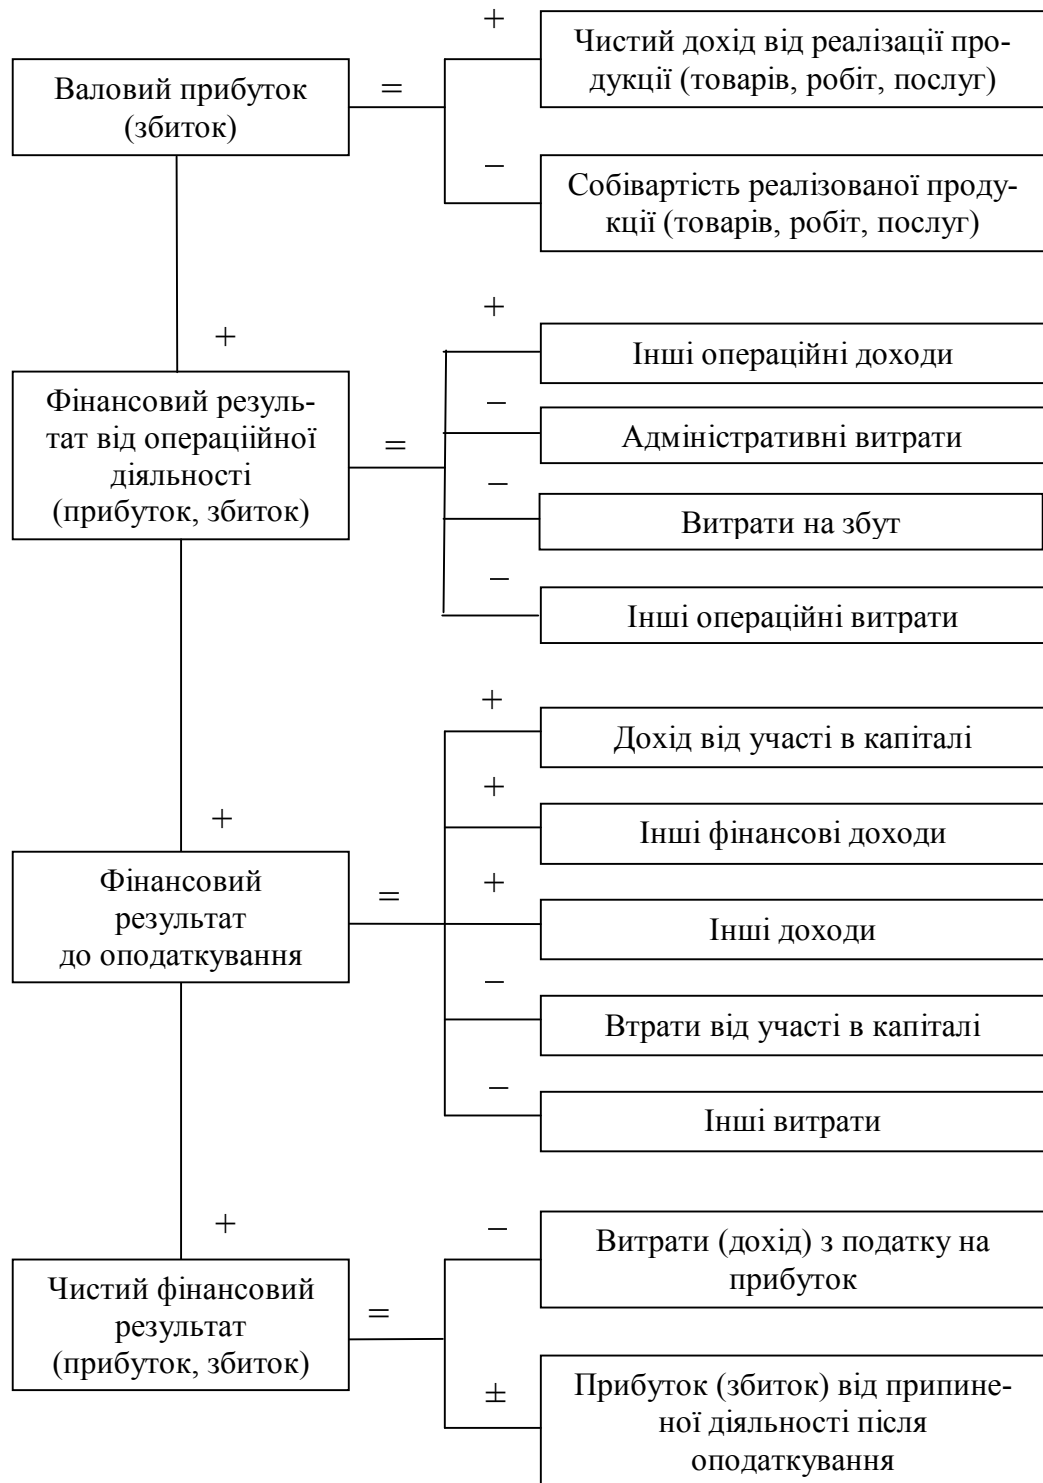 +
Чистий дохід від реалізації про-
дукції (товарів, робіт, послуг)
Валовий прибуток
(збиток)
=
–
Собівартість реалізованої проду-
кції (товарів, робіт, послуг)
+
+
Інші операційні доходи
Фінансовий резуль-
тат від операціійної
діяльності
(прибуток, збиток)
=
–
Адміністративні витрати
–
Витрати на збут
–
Інші операційні витрати
+
Дохід від участі в капіталі
+
Інші фінансові доходи
+
Фінансовий
результат
до оподаткування
=
+
Інші доходи
–
Втрати від участі в капіталі
–
Інші витрати
+
–
Витрати (дохід) з податку на
прибуток
Чистий фінансовий
результат
(прибуток, збиток)
=
±
Прибуток (збиток) від припине-
ної діяльності після
оподаткування